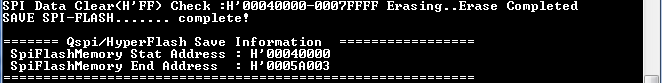 SPI Data Clear(H'FF) Check :H'00040000-0007FFFF Erasing..Erase Completed
SAVE SPI-FLASH....... complete!
======= Qspi/HyperFlash Save Information  =================
 SpiFlashMemory Stat Address : H'00040000
 SpiFlashMemory End Address  : H'0005A003
===========================================================